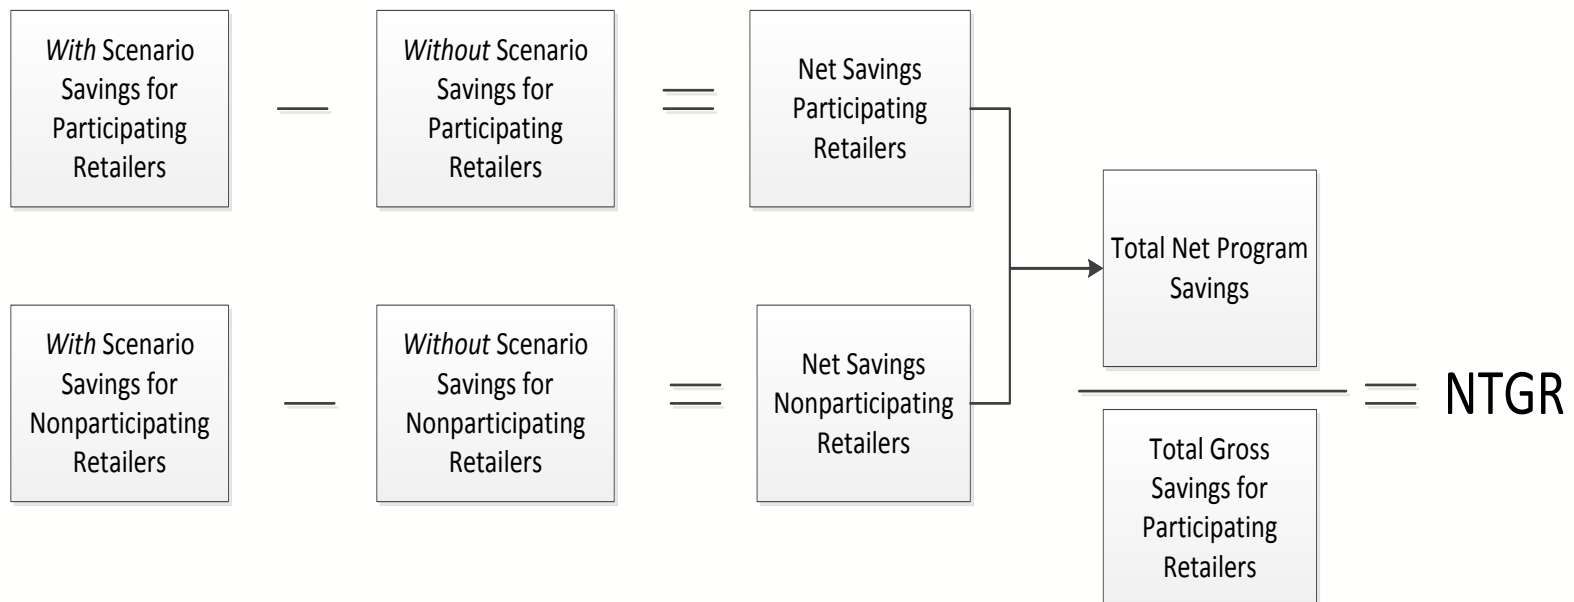 With Scenario
Savings for
Participating
Retailers
Without Scenario
Savings for
Participating
Retailers
Net Savings
Participating
Retailers
Total Net Program
Savings
With Scenario
Savings for
Nonparticipating
Retailers
Without Scenario
Savings for
Nonparticipating
Retailers
Net Savings
Nonparticipating
Retailers
Total Gross
Savings for
Participating
Retailers
NTGR